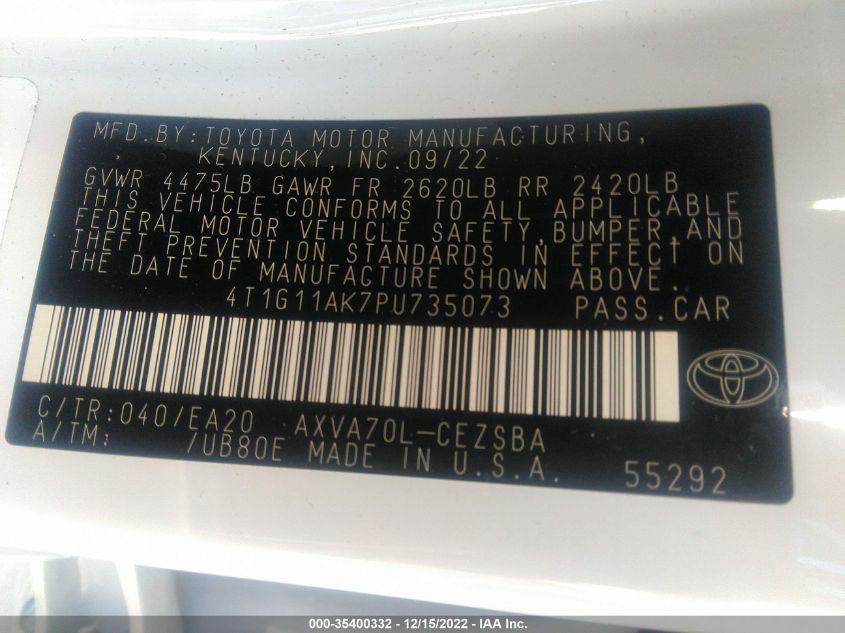 MFD.BY:TOYOTA MOTOR MANUFACTURING,
KENTUCKY,INC.09/22
GVWR 4475LB GAWR FR 2620LB RR 2420LB
THIS VEHICLE CONFORMS TO ALL APPLICABLE
FEDERAL MOTOR VEHICLE SAFETY,BUMPER,AND
THEFT PREVENTION STANDARDS IN EFFECT ON
THE DATE OF MANUFACTURE SHOWN ABOVE.
4T1G11AK7PU735073 PASS.CAR
C/TR:040/EA20 AXVA70L-CEZSBA
A/TM: /UB80E MADE IN U.S.A. 55292
000-35400332 - 12/15/2022 - IAA Inc.